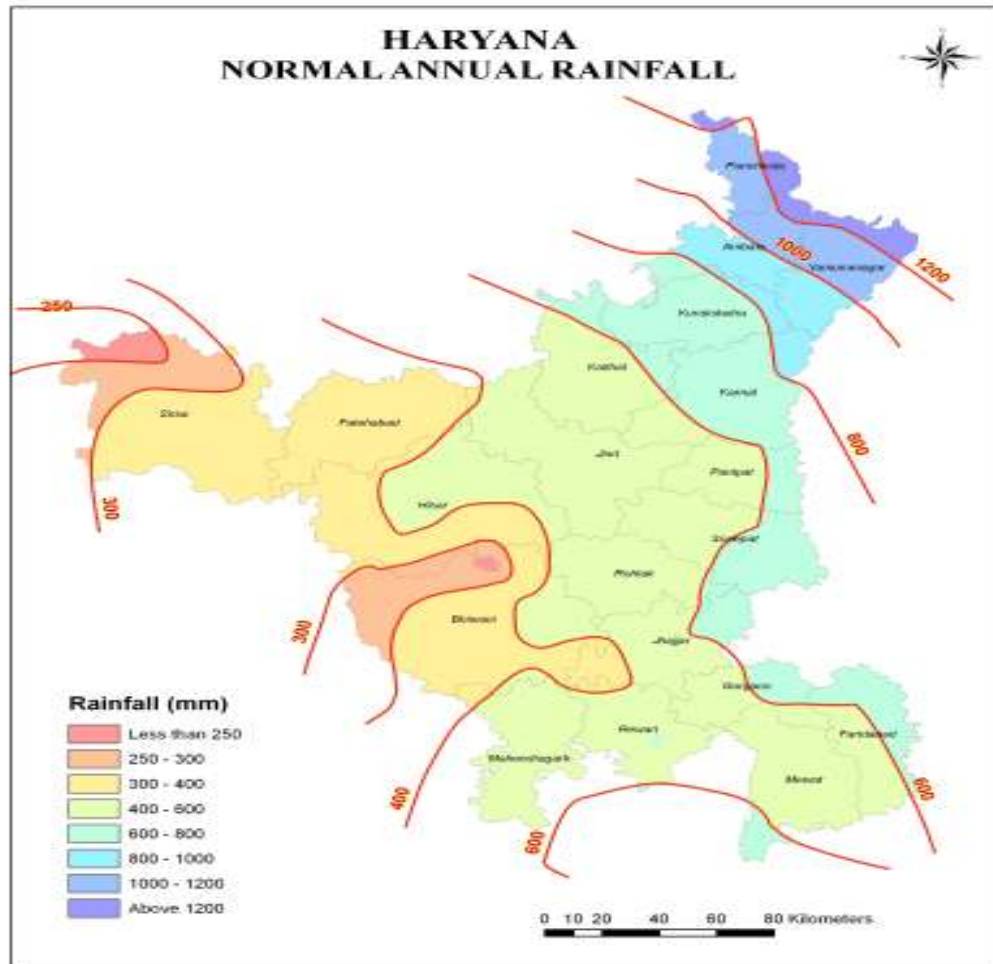 HARYANA
NORMAL ANNUAL RAINFALL
Panchkula
1200
1000
Ambala
Yamunanagar
250
Kurukshetra
Kaithal
Karnal
Sirsa
Fatehabad
800
Jind
Panipat
300
Hisar
Sonipat
Rohtak
300
Bhiwani
Jhajjar
Gurgaon
Rainfall (mm)
Less than 250
250 - 300
300 - 400
400 - 600
600 - 800
800 - 1000
1000 - 1200
Above 1200
Rewari
Faridabad
Mahendragarh
Mewat
400
600
600
0 10 20 40 60 80 Kilometers